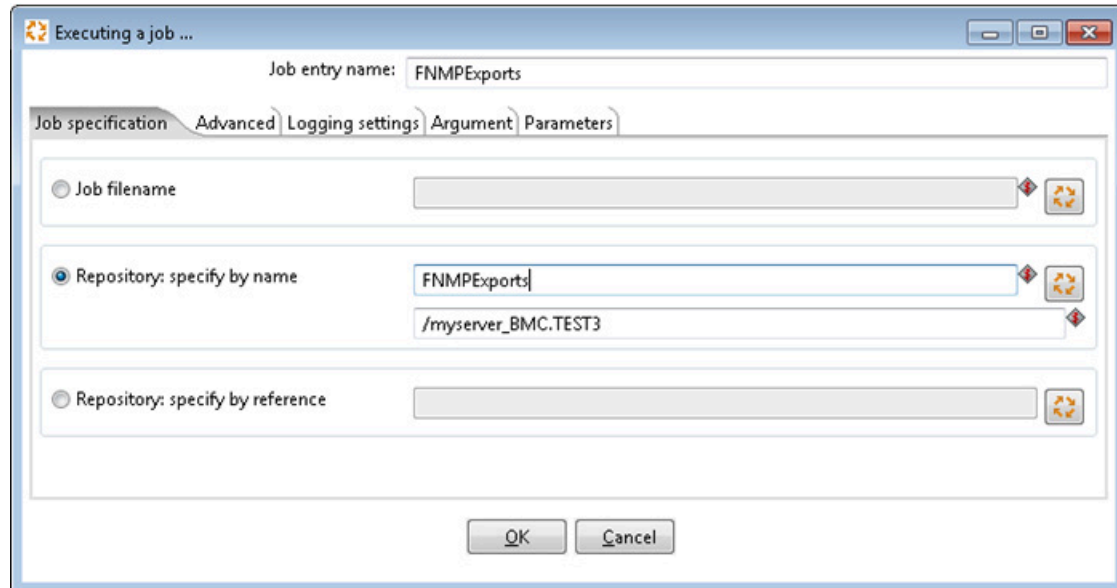 Executing a job ...
Job entry name: FNMPExports
Job specification Advanced Logging settings Argument Parameters
Job filename
Repository: specify by name FNMPExports
/myserver_BMC.TEST3
Repository: specify by reference
OK Cancel